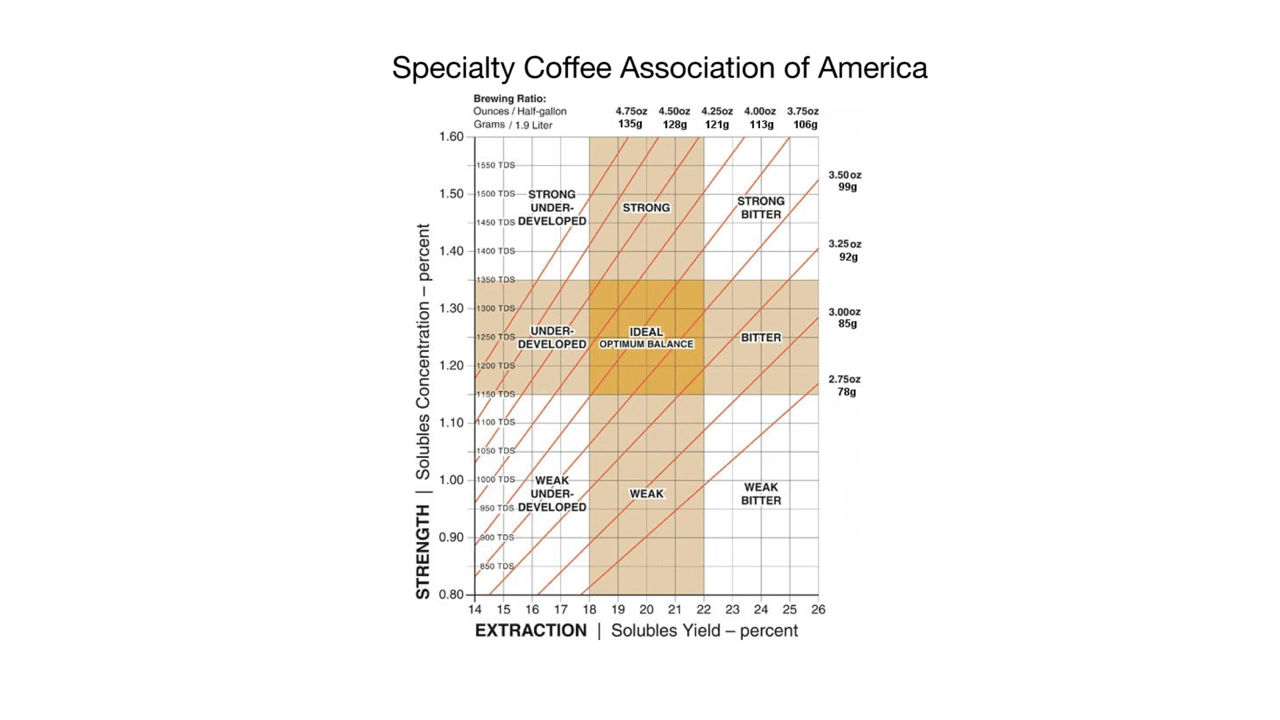 Specialty Coffee Association of America
Brewing Ratio:
Ounces / Half-gallon
Grams / 1.9 Liter
4.75oz 4.50oz 4.25oz 4.00oz 3.75oz
135g 128g 121g 113g 106g
3.50oz
99g
3.25oz
92g
3.00oz
85g
2.75oz
78g
STRENGTH | Solubles Concentration – percent
1.60
1.50
1.40
1.30
1.20
1.10
1.00
0.90
0.80
1550 TDS
1500 TDS
1450 TDS
1400 TDS
1350 TDS
1300 TDS
1250 TDS
1200 TDS
1150 TDS
1100 TDS
1050 TDS
1000 TDS
950 TDS
900 TDS
850 TDS
STRONG
UNDER-
DEVELOPED
STRONG
STRONG
BITTER
UNDER-
DEVELOPED
IDEAL
OPTIMUM BALANCE
BITTER
WEAK
UNDER-
DEVELOPED
WEAK
WEAK
BITTER
14 15 16 17 18 19 20 21 22 23 24 25 26
EXTRACTION | Solubles Yield – percent